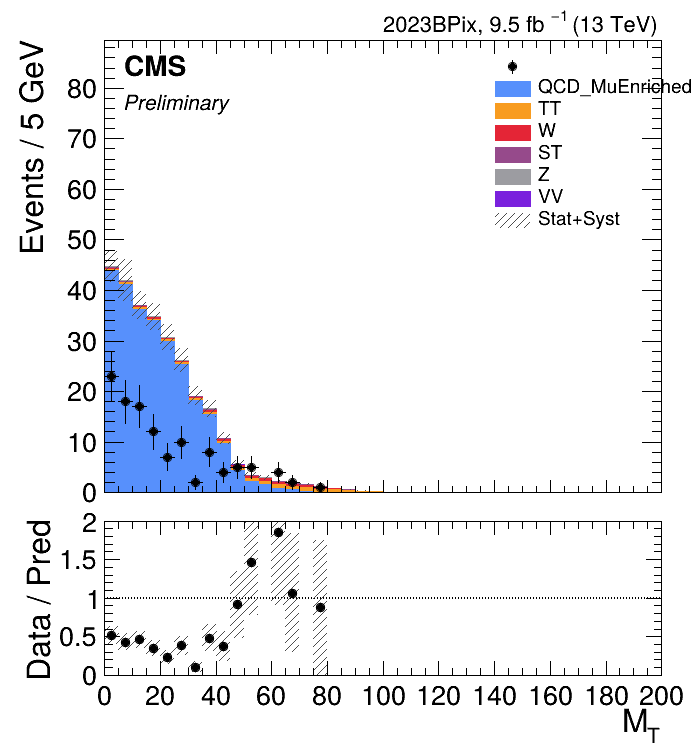 2023BPix, 9.5 fb⁻¹ (13 TeV)
CMS
Preliminary
QCD_MuEnriched
TT
W
ST
Z
VV
Stat+Syst
Events / 5 GeV
80
70
60
50
40
30
20
10
0
Data / Pred
2
1.5
1
0.5
0
0 20 40 60 80 100 120 140 160 180 200
M_T